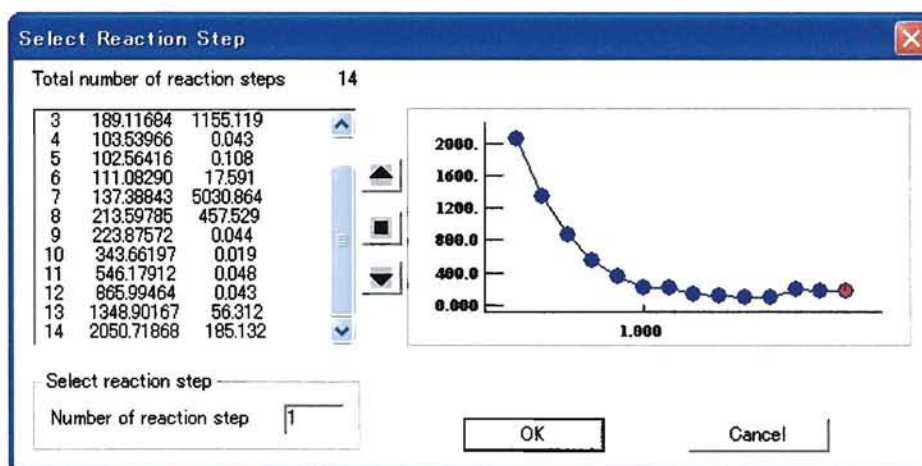 Select Reaction Step
Total number of reaction steps 14
3 189.11684 1155.119
4 103.53966 0.043
5 102.56416 0.108
6 111.08290 17.591
7 137.38843 5030.864
8 213.59785 457.529
9 223.87572 0.044
10 343.66197 0.019
11 546.17912 0.048
12 865.99464 0.043
13 1348.90167 56.312
14 2050.71868 185.132
2000.
1600.
1200.
800.0
400.0
0.000
1.000
Select reaction step
Number of reaction step 1
OK Cancel